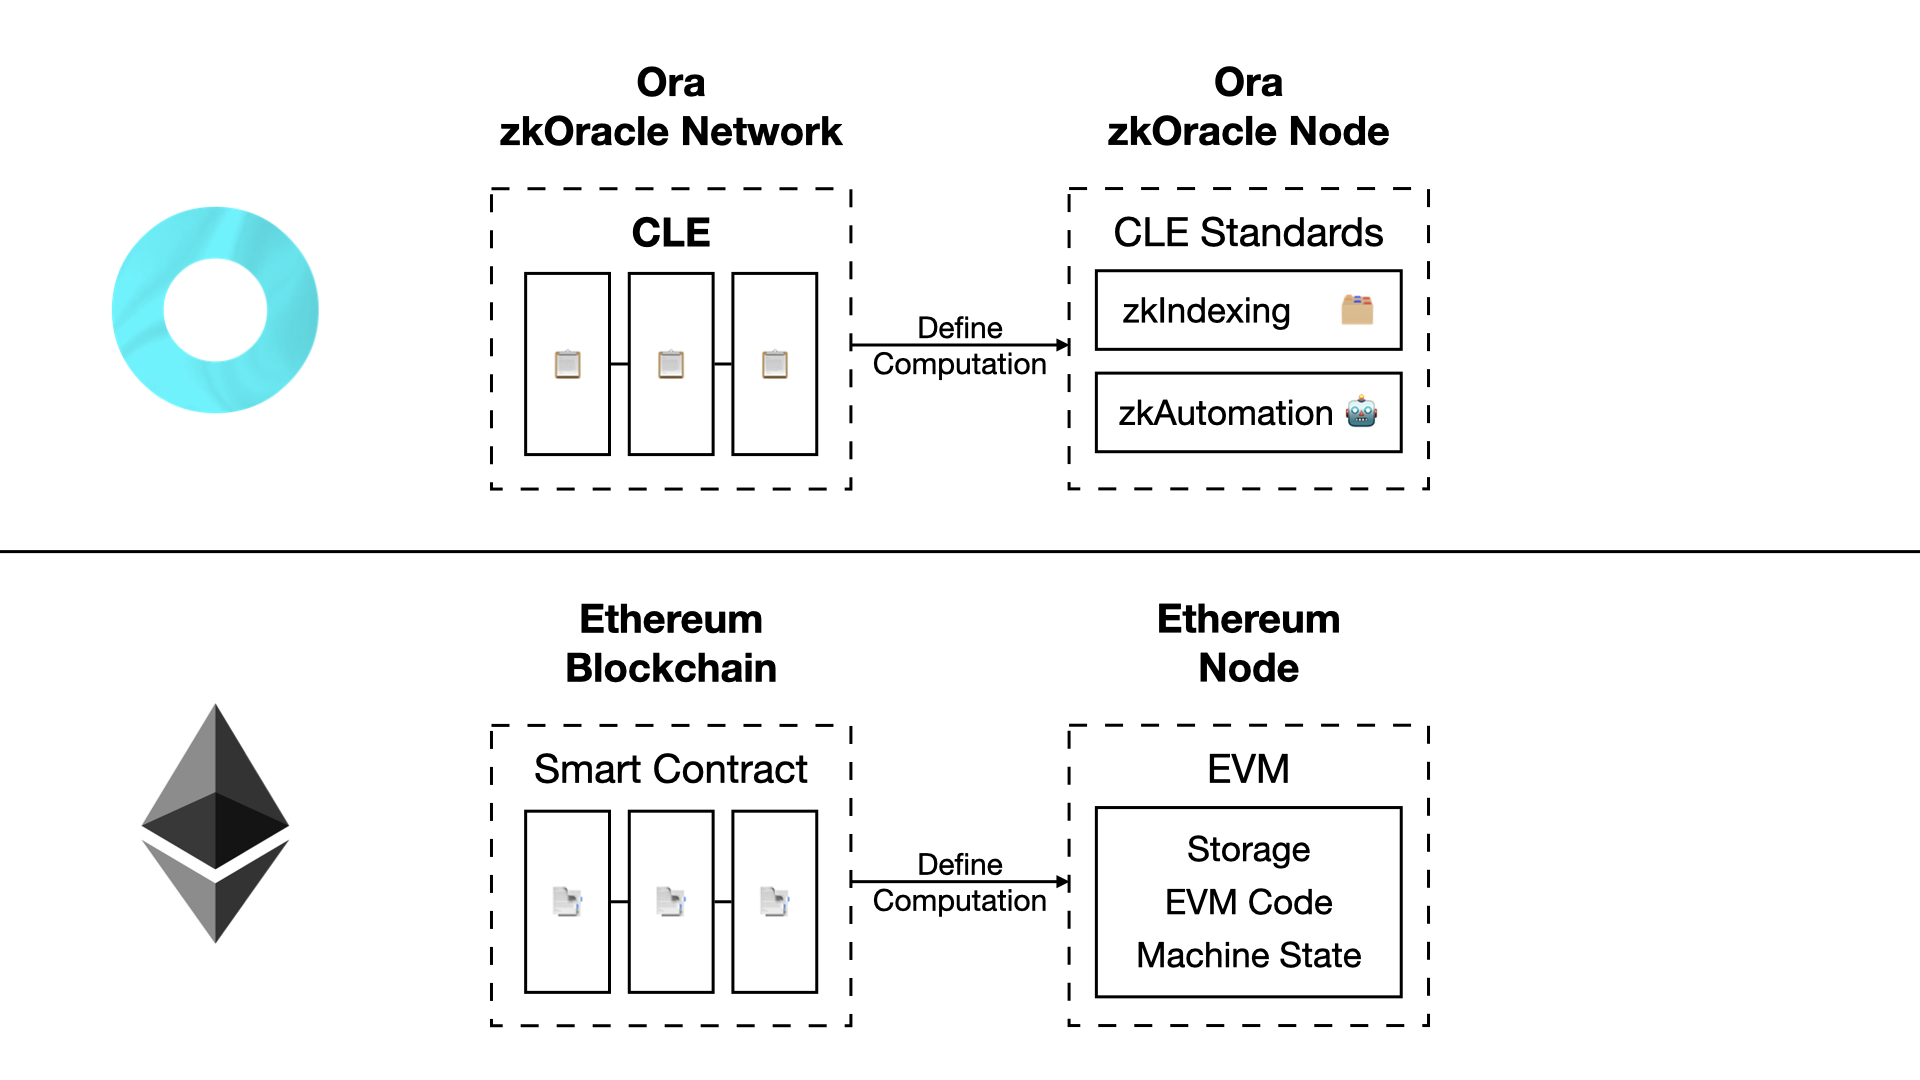 Ora
zkOracle Network
Ora
zkOracle Node
CLE
CLE Standards
zkIndexing
zkAutomation
Define
Computation
Ethereum
Blockchain
Ethereum
Node
Smart Contract
EVM
Storage
EVM Code
Machine State
Define
Computation